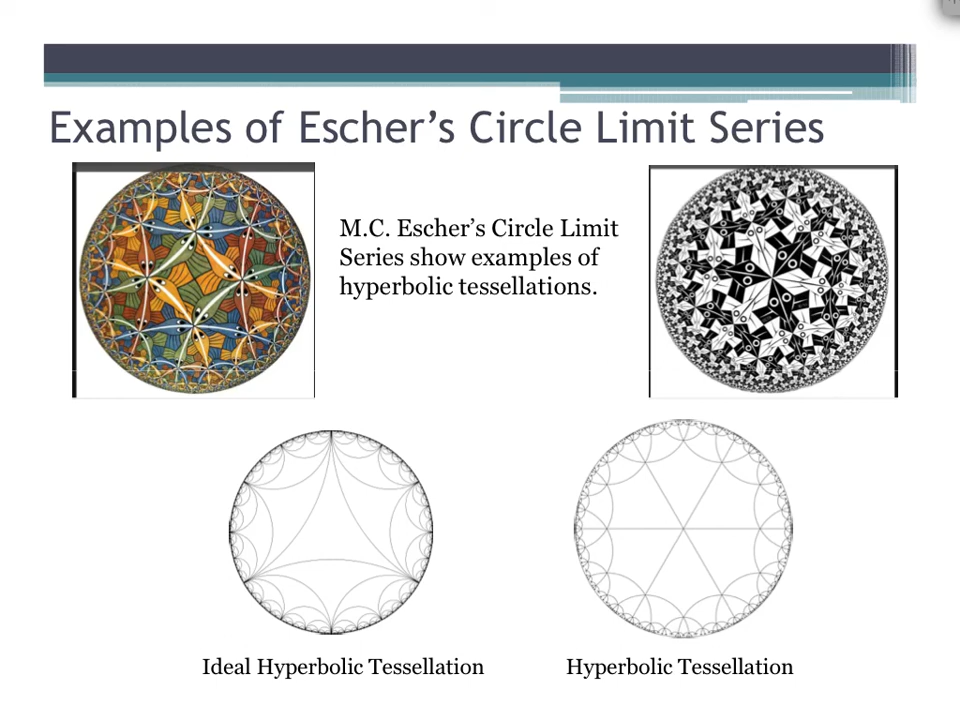 Examples of Escher’s Circle Limit Series
M.C. Escher’s Circle Limit
Series show examples of
hyperbolic tessellations.
Ideal Hyperbolic Tessellation
Hyperbolic Tessellation